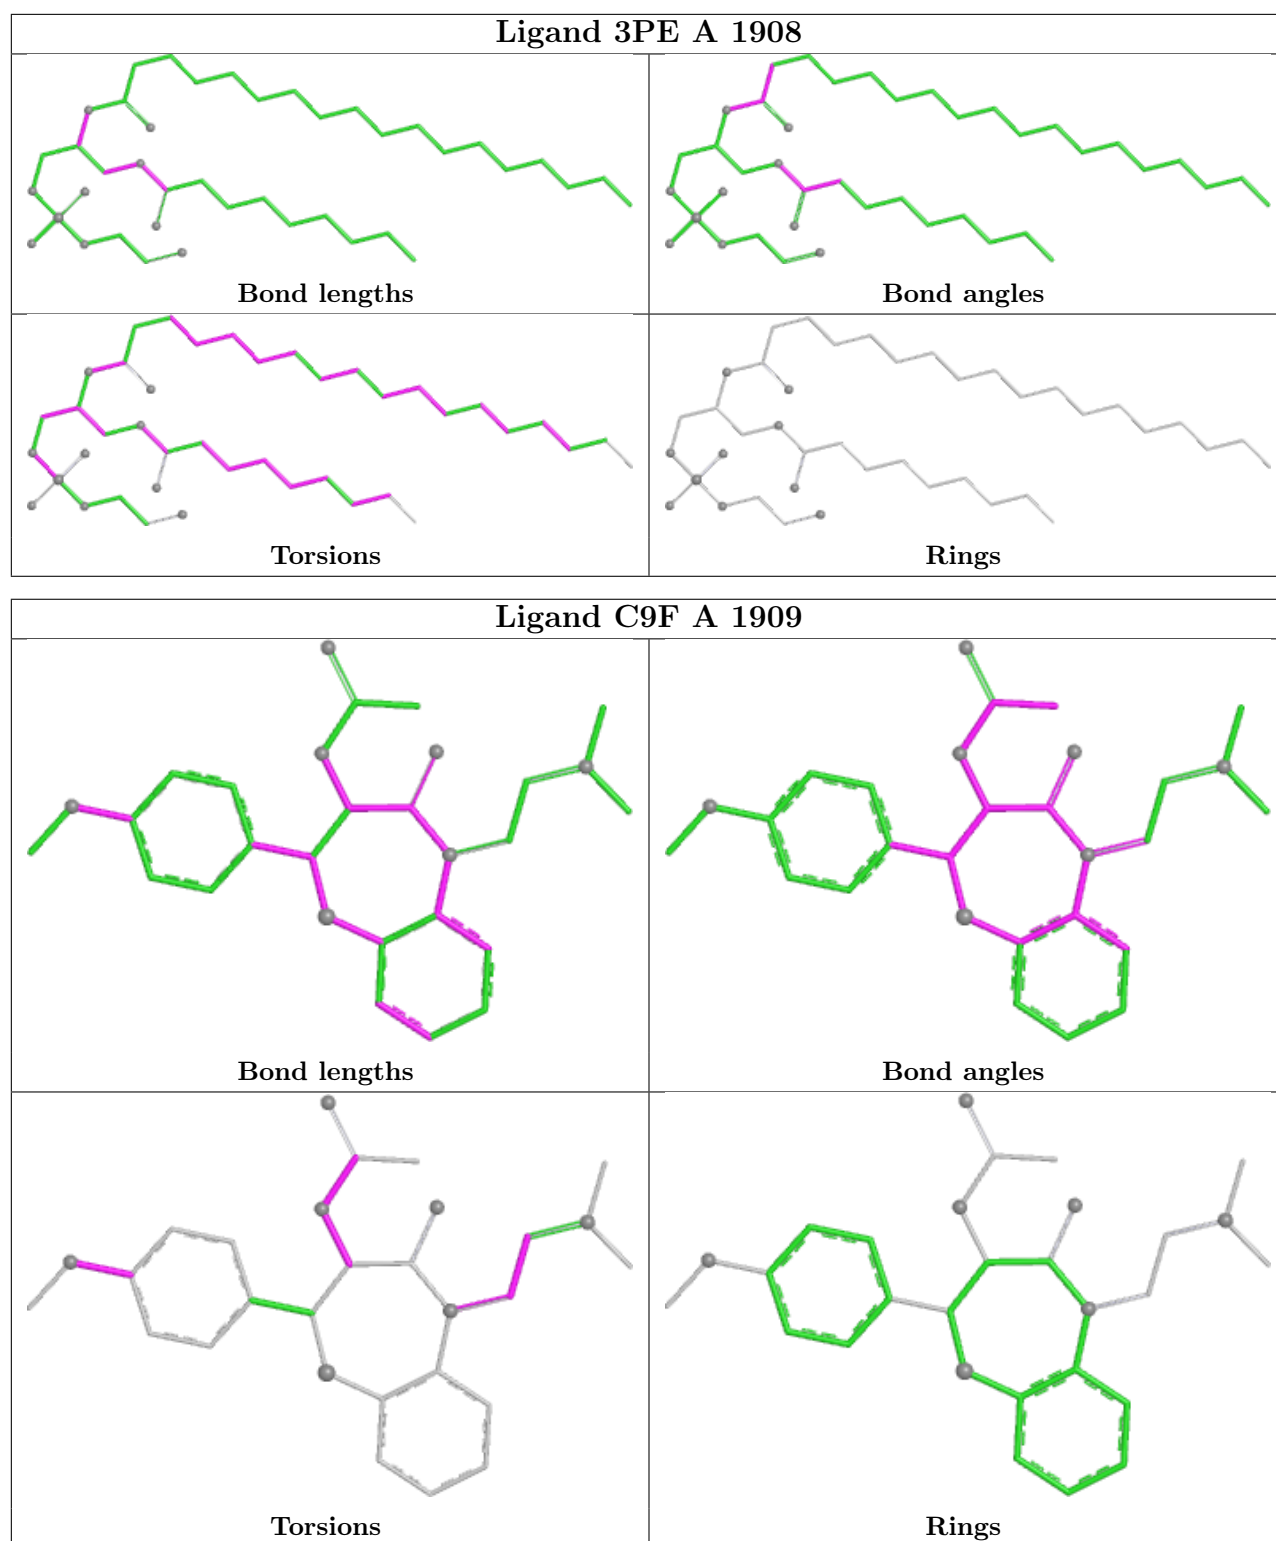 Ligand 3PE A 1908
Bond lengths
Bond angles
Torsions
Rings
Ligand C9F A 1909
Bond lengths
Bond angles
Torsions
Rings